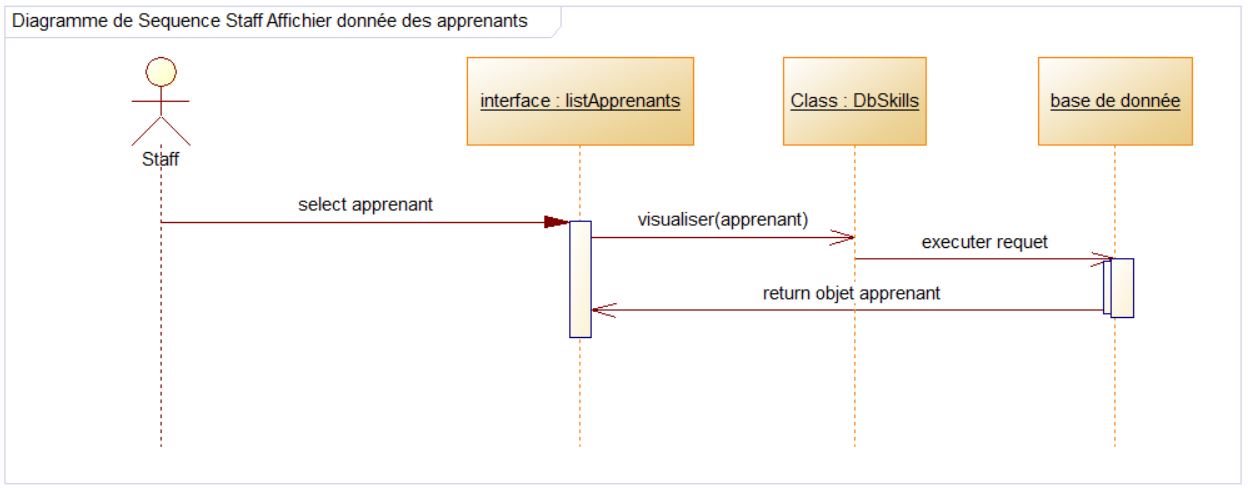 Diagramme de Sequence Staff Affichier donnée des apprenants
Staff
interface : listApprenants
Class : DbSkills
base de donnée
select apprenant
visualiser(apprenant)
executer requet
return objet apprenant